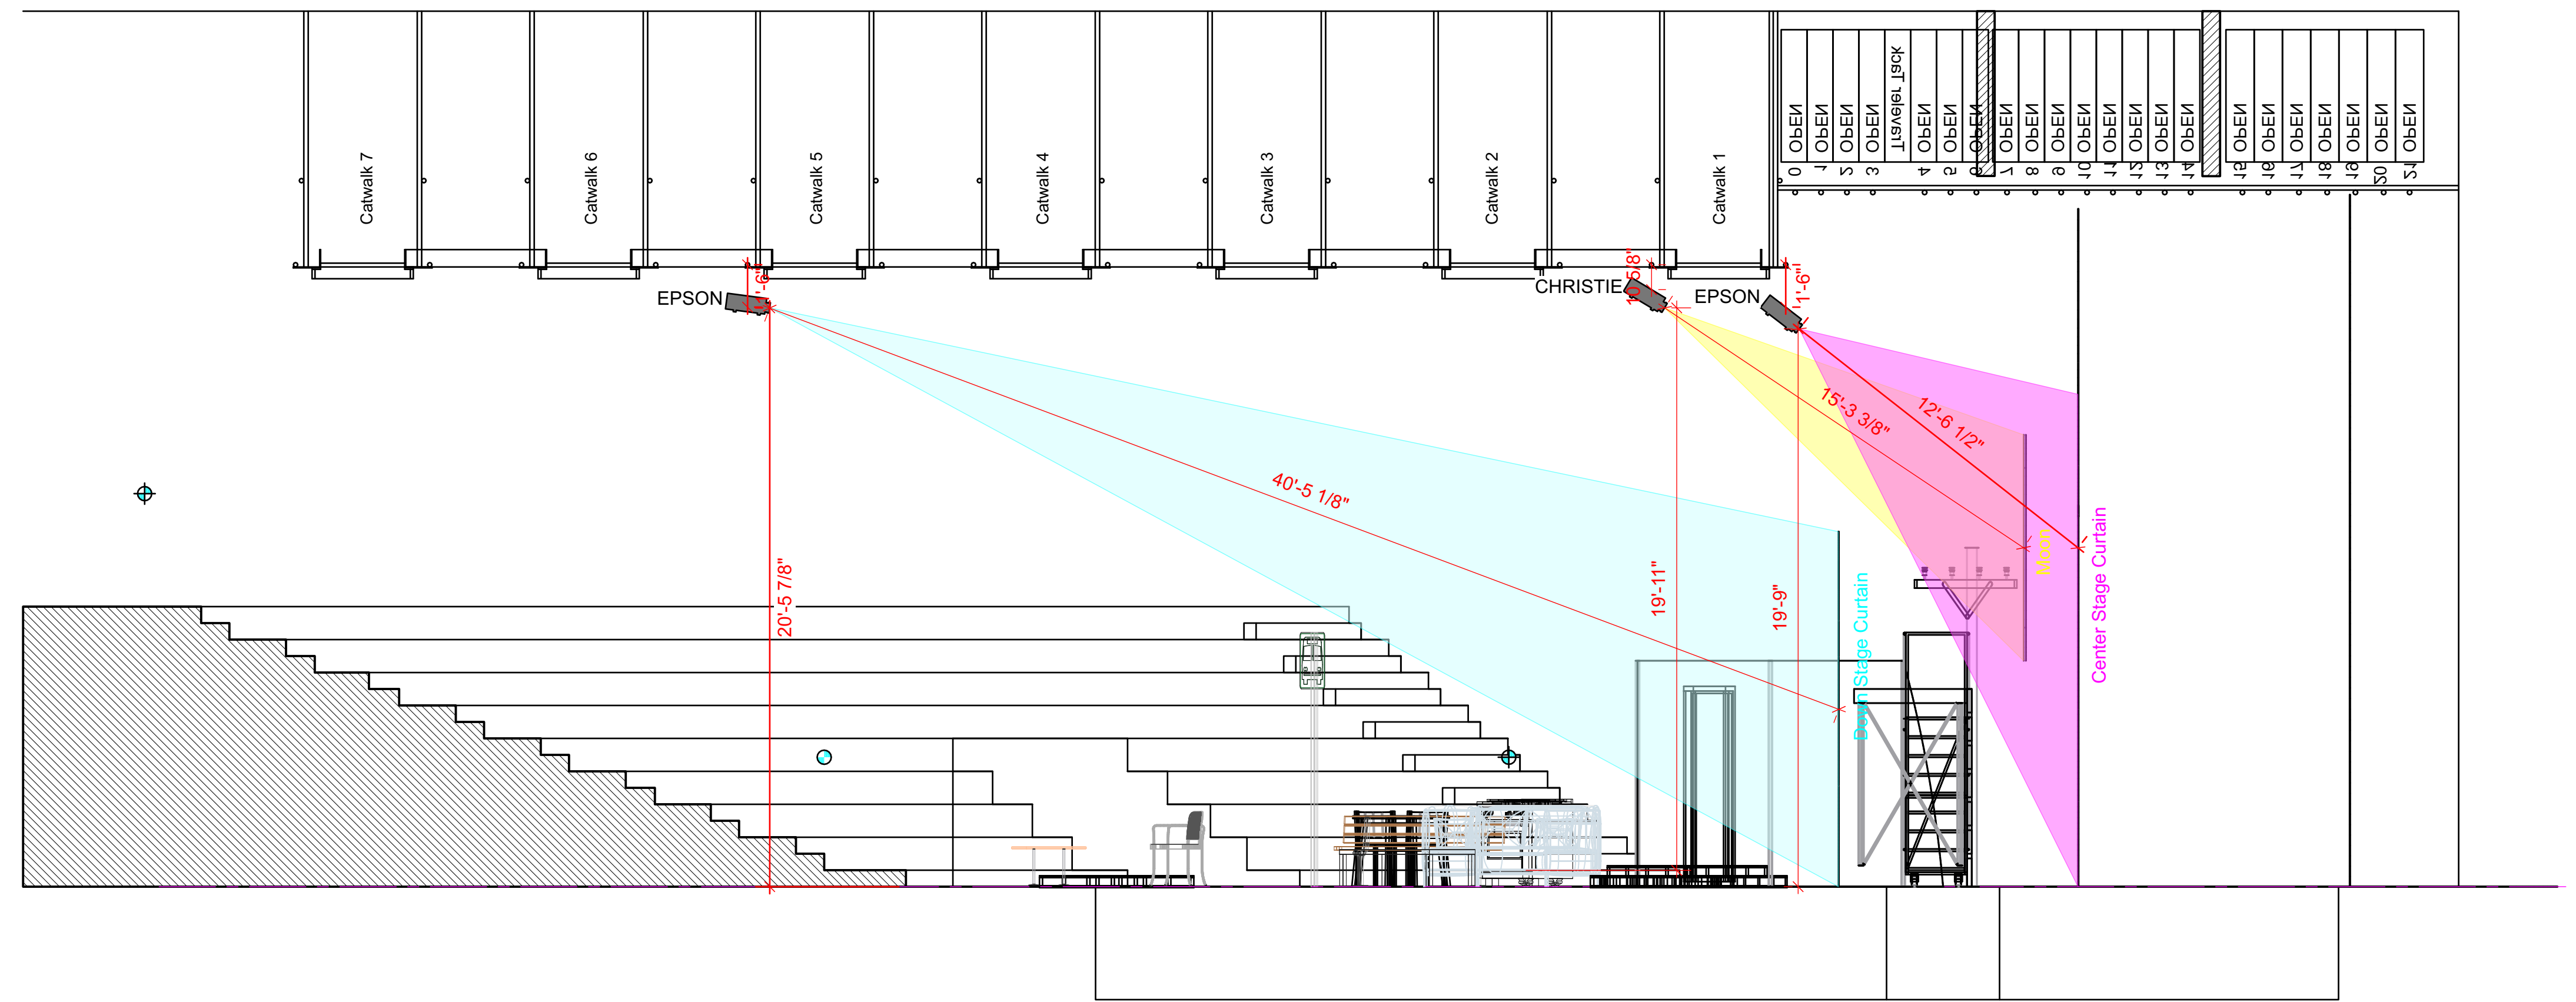 Catwalk 7
Catwalk 6
Catwalk 5
Catwalk 4
Catwalk 3
Catwalk 2
Catwalk 1
0 OPEN
1 OPEN
2 OPEN
3 OPEN
Traveler Tack
4 OPEN
5 OPEN
6 OPEN
7 OPEN
8 OPEN
9 OPEN
10 OPEN
11 OPEN
12 OPEN
13 OPEN
14 OPEN
15 OPEN
16 OPEN
17 OPEN
18 OPEN
19 OPEN
20 OPEN
21 OPEN
EPSON
1'-6"
CHRISTIE
10 5/8"
EPSON
1'-6"
40'-5 1/8"
15'-3 3/8"
12'-6 1/2"
20'-5 7/8"
19'-11"
19'-9"
Down Stage Curtain
Moon
Center Stage Curtain